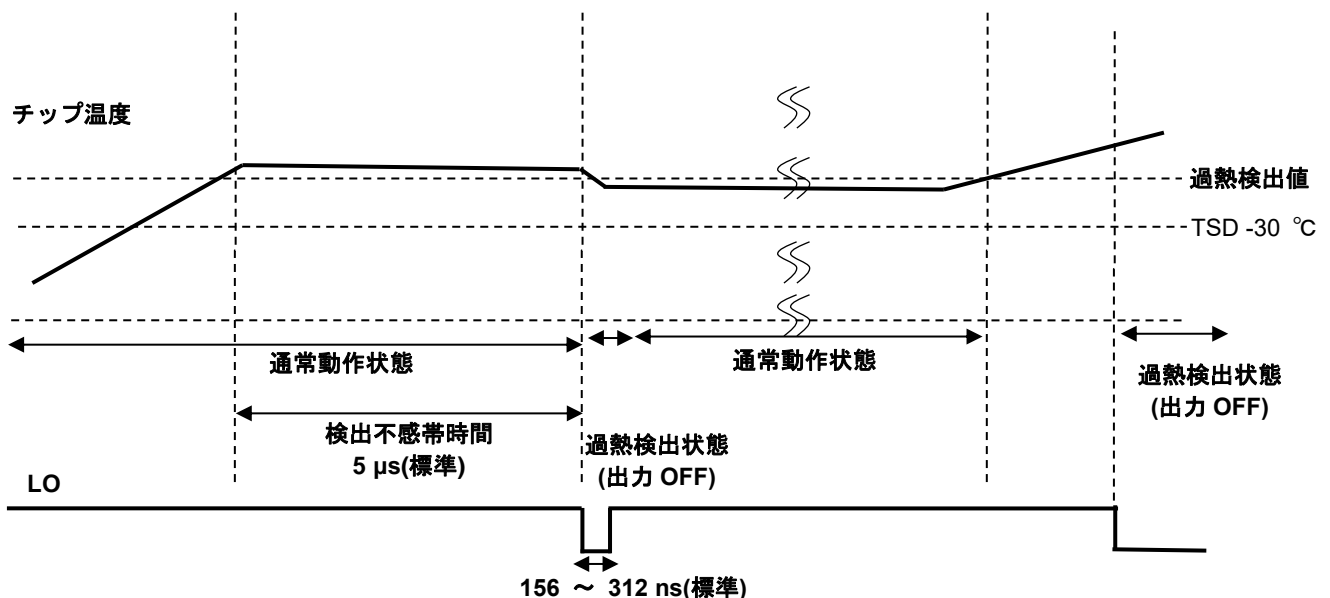 チップ温度
過熱検出値
TSD -30 ℃
通常動作状態
通常動作状態
過熱検出状態
(出力 OFF)
検出不感帯時間
5 µs(標準)
過熱検出状態
(出力 OFF)
LO
156 ～ 312 ns(標準)